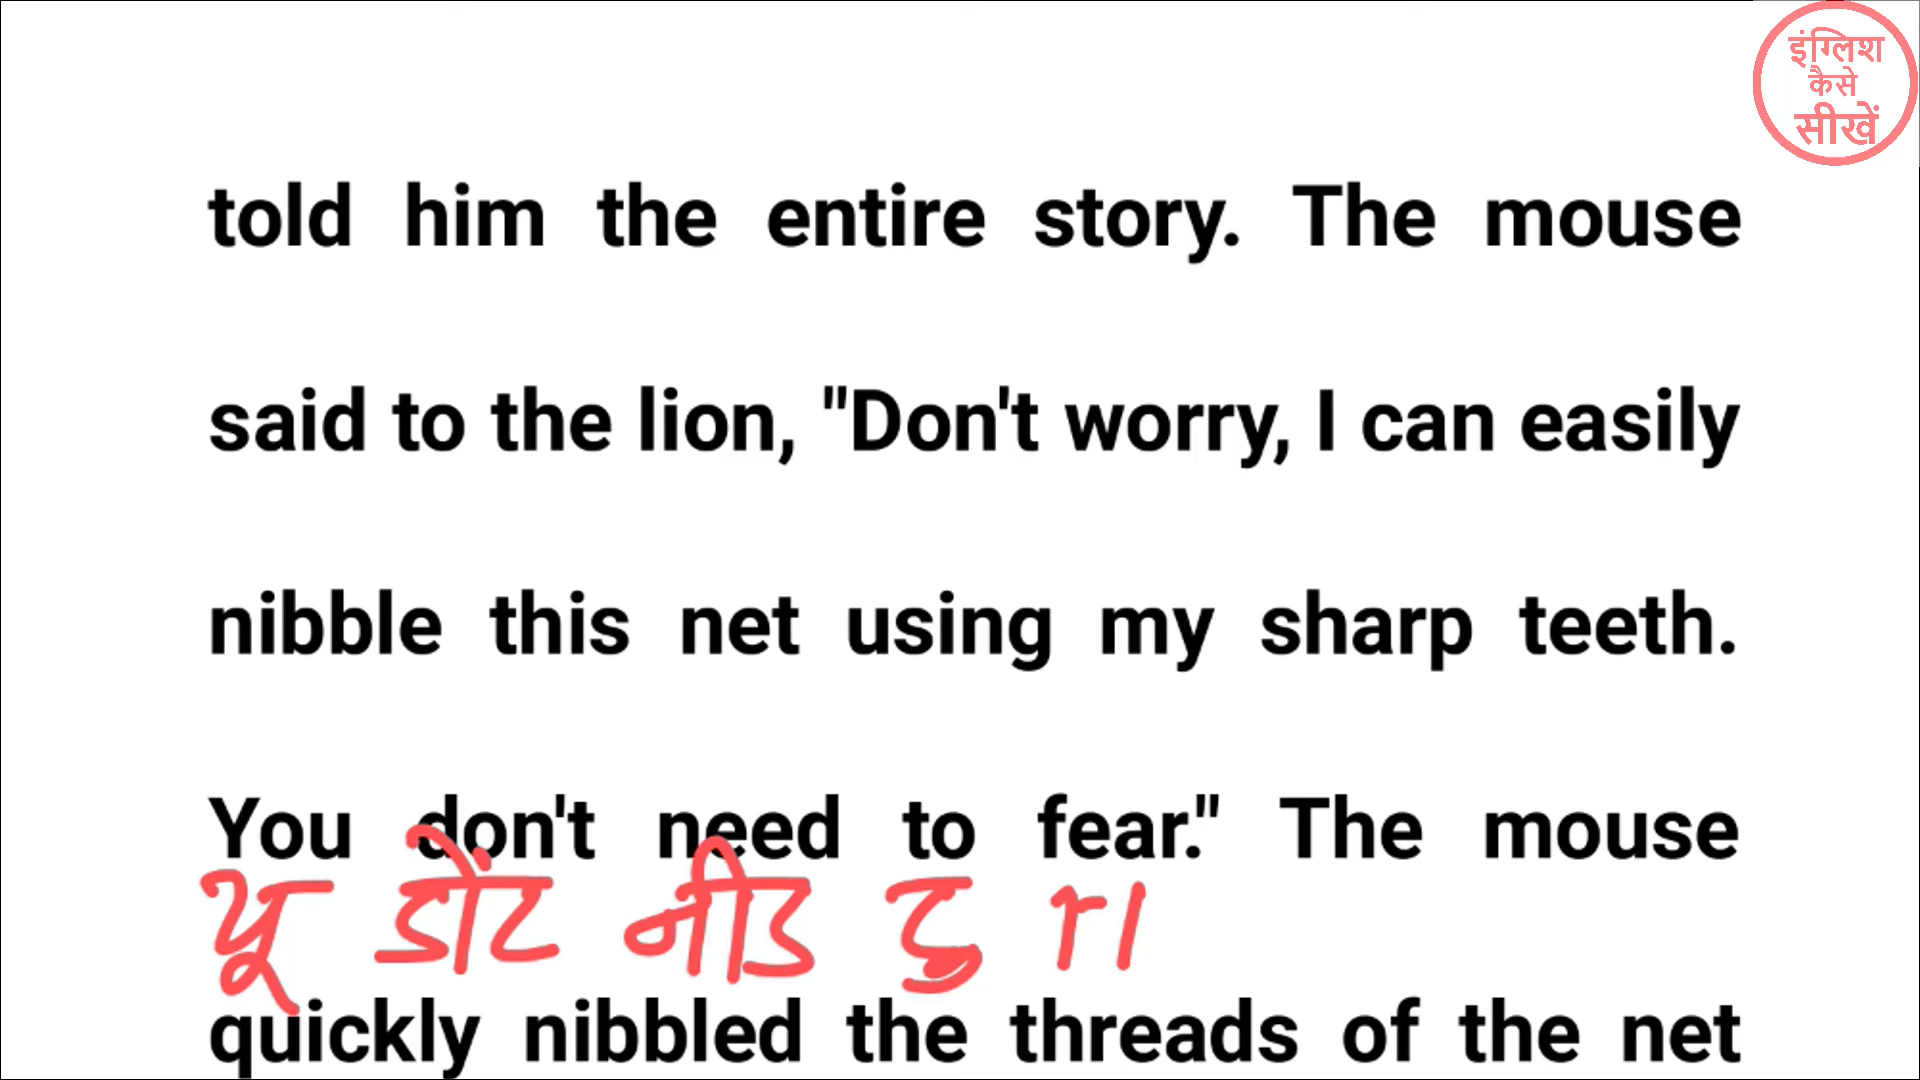 इंग्लिश
कैसे
सीखें
told him the entire story. The mouse
said to the lion, "Don't worry, I can easily
nibble this net using my sharp teeth.
You don't need to fear." The mouse
यू डोंट नीड टु
quickly nibbled the threads of the net